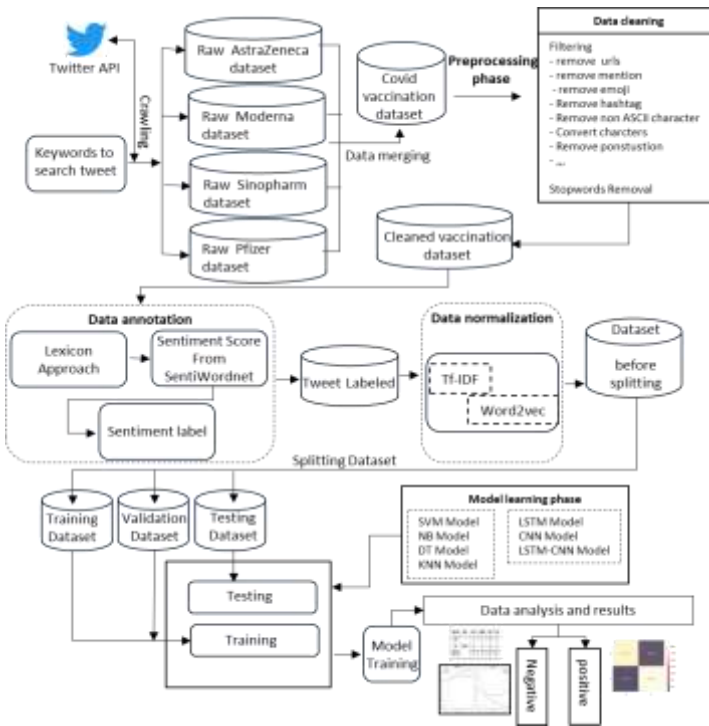 Twitter API
Crawling
Keywords to
search tweet
Raw AstraZeneca
dataset
Raw Moderna
dataset
Raw Sinopharm
dataset
Raw Pfizer
dataset
Covid
vaccination
dataset
Data merging
Preprocessing
phase
Data cleaning
Filtering
- remove urls
- remove mention
- remove emoji
- Remove hashtag
- Remove non ASCII character
- Convert charcters
- Remove ponstustion
- ...
Stopwords Removal
Cleaned vaccination
dataset
Data annotation
Lexicon
Approach
Sentiment Score
From
SentiWordnet
Sentiment label
Tweet Labeled
Data normalization
Tf-IDF
Word2vec
Dataset
before
splitting
Splitting Dataset
Training
Dataset
Validation
Dataset
Testing
Dataset
Model learning phase
SVM Model
NB Model
DT Model
KNN Model
LSTM Model
CNN Model
LSTM-CNN Model
Testing
Training
Model
Training
Data analysis and results
Negative
positive